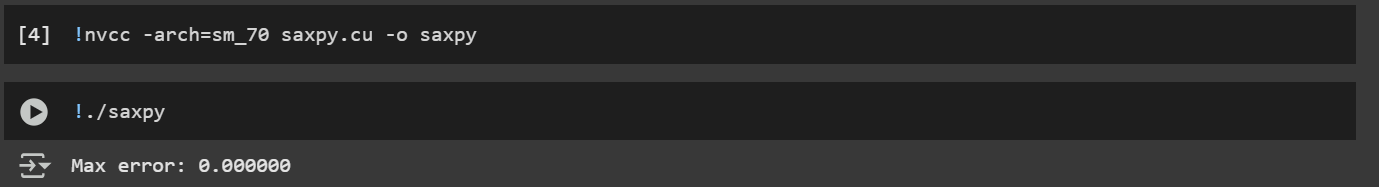 [4] !nvcc -arch=sm_70 saxpy.cu -o saxpy
!./saxpy
Max error: 0.000000